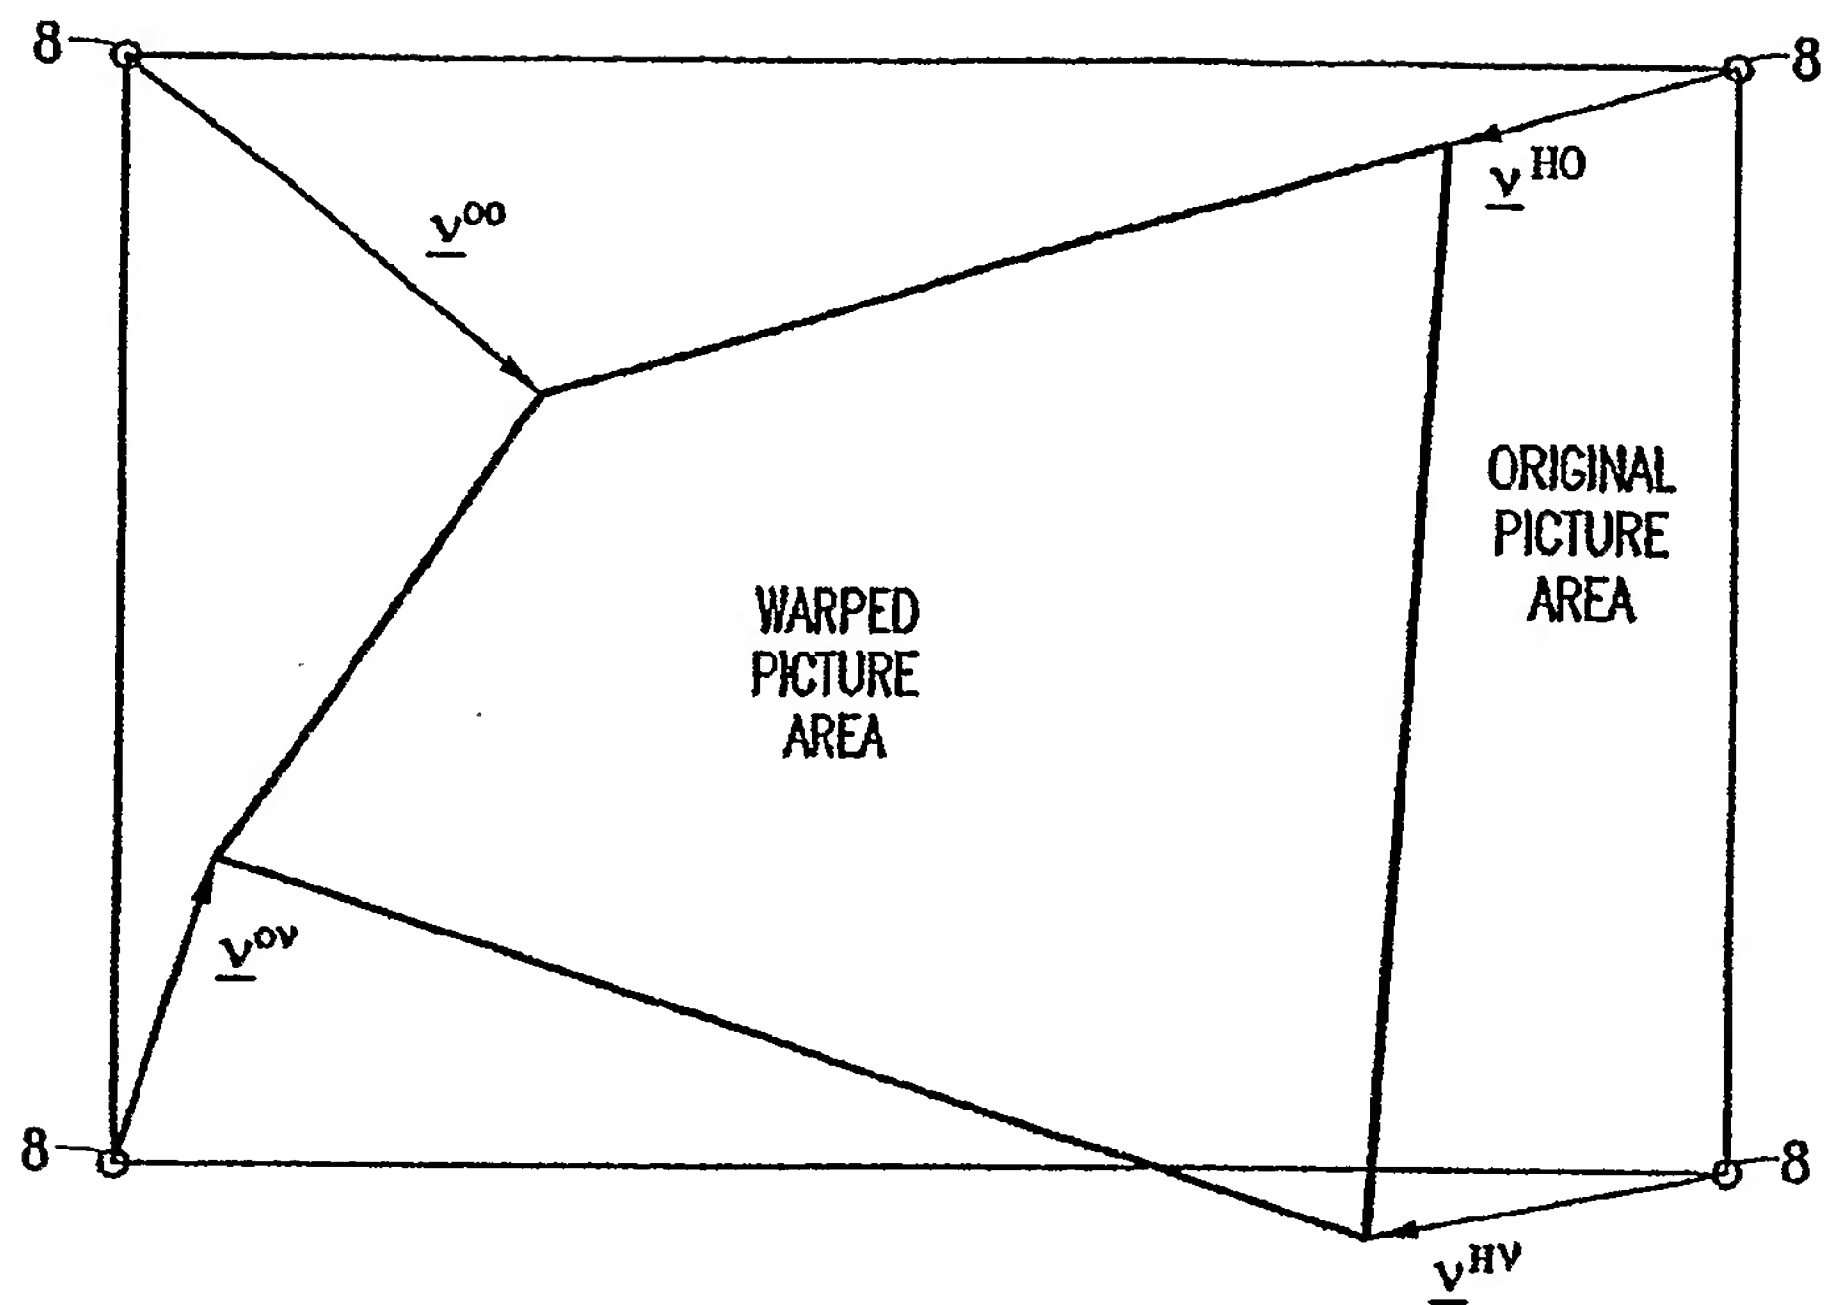 8
8
v^HO
v^OO
ORIGINAL
PICTURE
AREA
WARPED
PICTURE
AREA
v^OV
8
8
v^HV